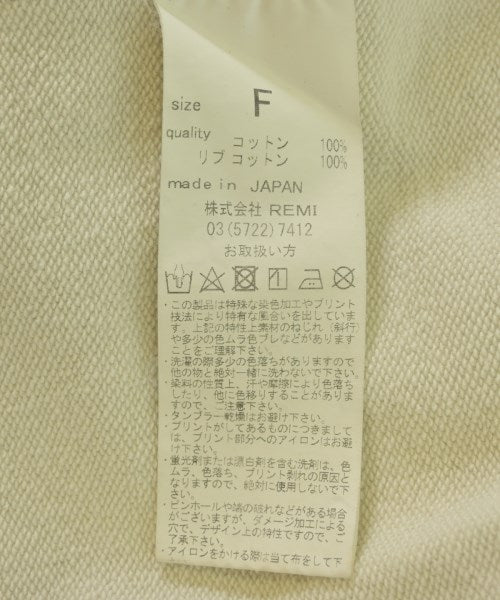 size F
quality コットン 100%
リブ コットン 100%
made in JAPAN
株式会社 REMI
03(5722)7412
お取扱い方
・この製品は特殊な染色加工やプリント
技法により特有な風合いを出していま
す。上記の特性上素材のねじれ(斜行)
や多少の色ムラ色ブレなどがあります
ことをご理解下さい。
・洗濯の際多少の色落ちがありますので
他の物と絶対一緒に洗わないで下さい。
・染料の性質上、汗や摩擦により色落ち
したり、他に色移りすることがありま
すので、ご注意下さい。
・タンブラー乾燥はお避け下さい。
・プリントがしてあるものにつきまして
は、プリント部分へのアイロンはお避
け下さい。
・蛍光剤または漂白剤を含む洗剤は、色
ムラ、色落ち、プリント剥れの原因と
なりますので、絶対に使用しないで下
さい。
・ピンホールや端の破れなどがある場合
がございますが、ダメージ加工による
穴で、デザイン上の特性ですので、ご
了承下さい。
・アイロンをかける際は当て布をして下